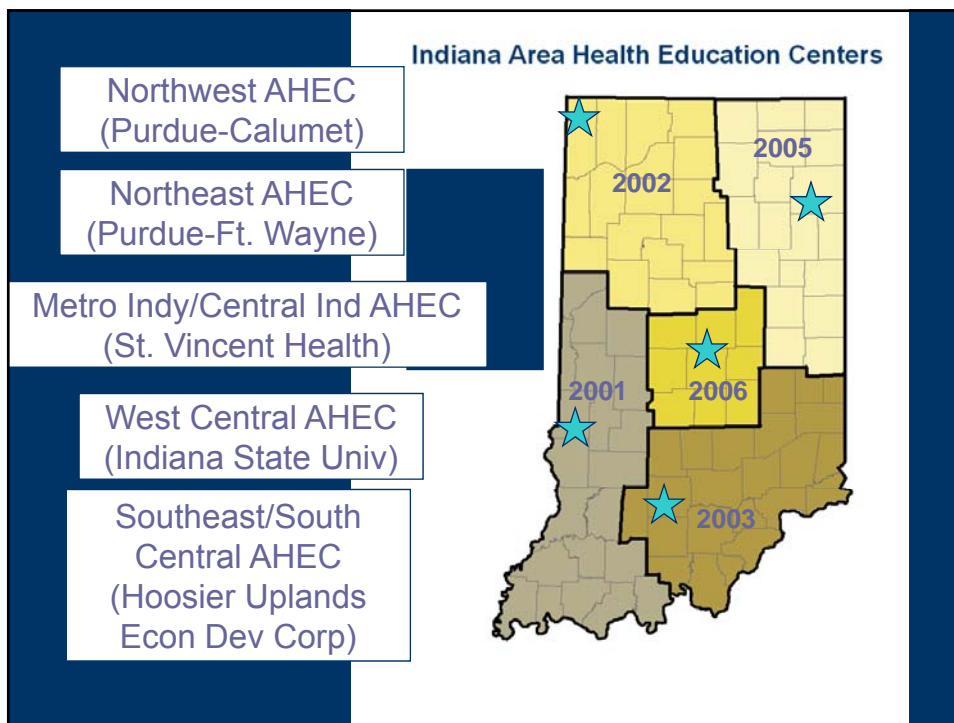 Indiana Area Health Education Centers
Northwest AHEC
(Purdue-Calumet)
Northeast AHEC
(Purdue-Ft. Wayne)
Metro Indy/Central Ind AHEC
(St. Vincent Health)
West Central AHEC
(Indiana State Univ)
Southeast/South
Central AHEC
(Hoosier Uplands
Econ Dev Corp)
2005
2002
2001
2006
2003